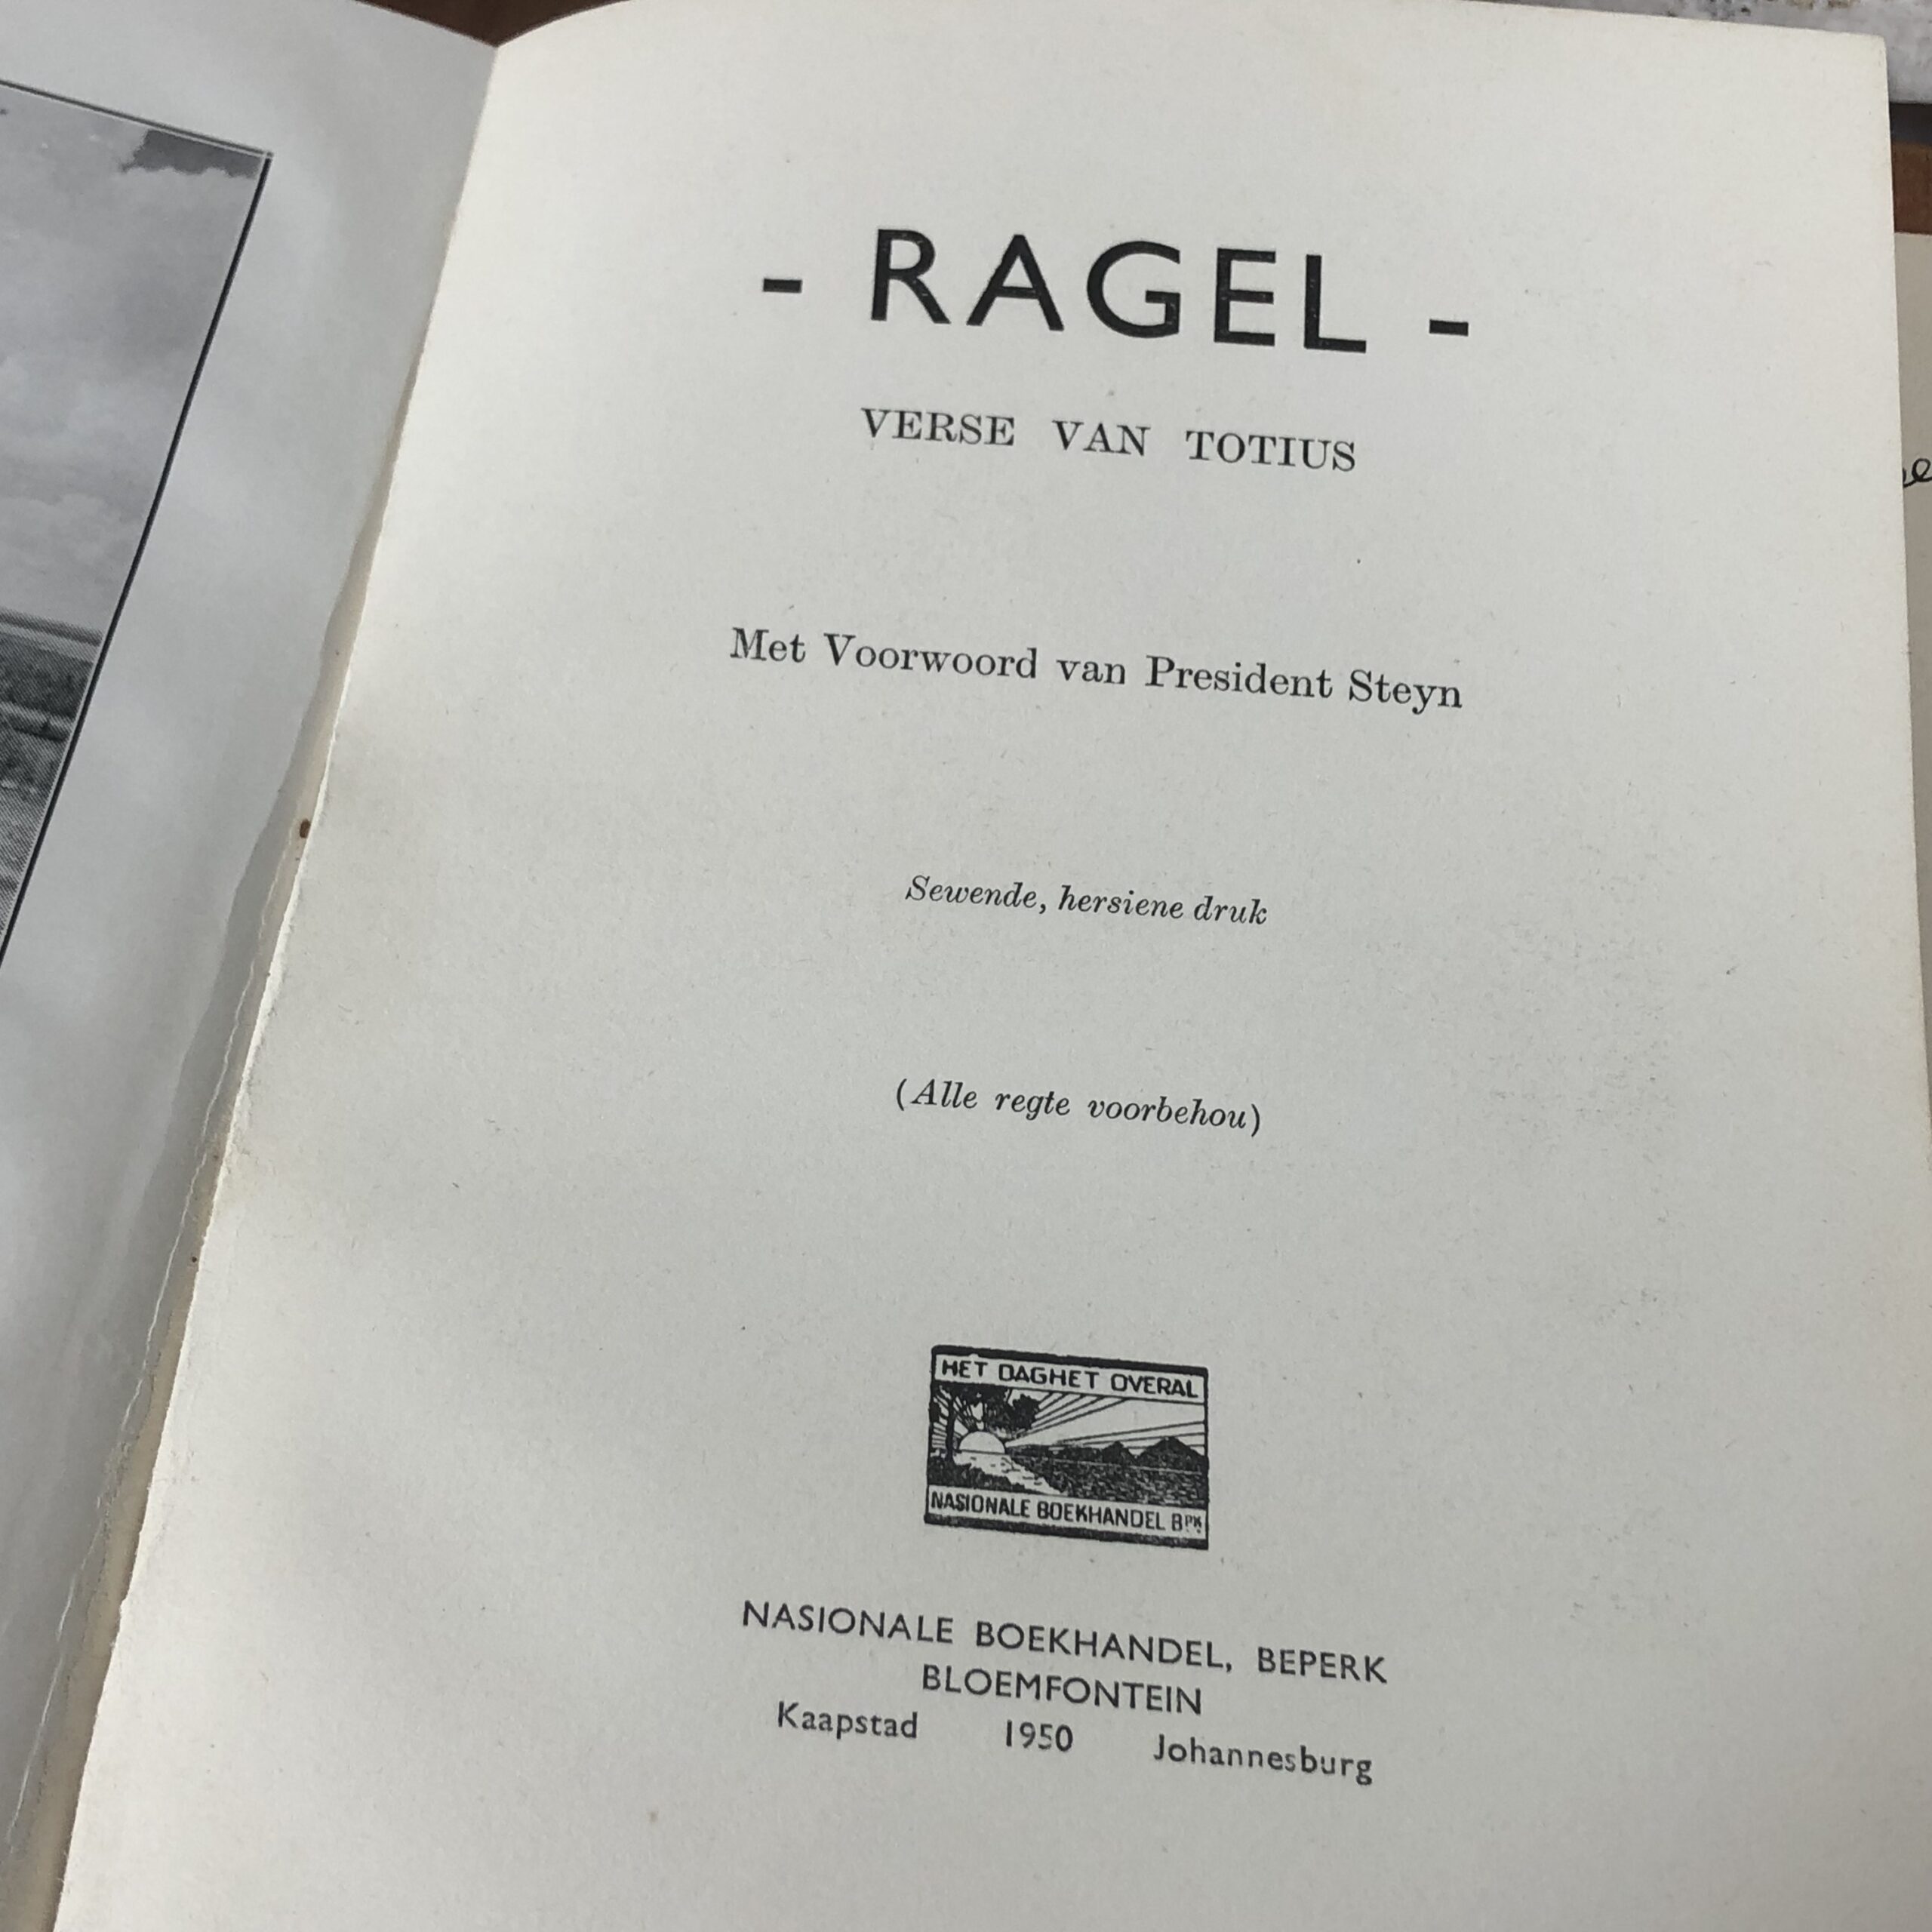 - RAGEL -
VERSE VAN TOTIUS
Met Voorwoord van President Steyn
Sewende, hersiene druk
(Alle regte voorbehou)
HET DAGHET OVERAL
NASIONALE BOEKHANDEL BPK
NASIONALE BOEKHANDEL, BEPERK
BLOEMFONTEIN
Kaapstad 1950 Johannesburg